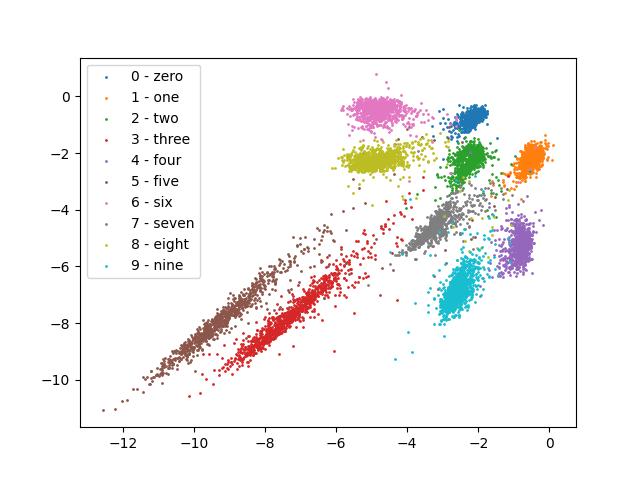 0 - zero
1 - one
2 - two
3 - three
4 - four
5 - five
6 - six
7 - seven
8 - eight
9 - nine
0
−2
−4
−6
−8
−10
−12 −10 −8 −6 −4 −2 0